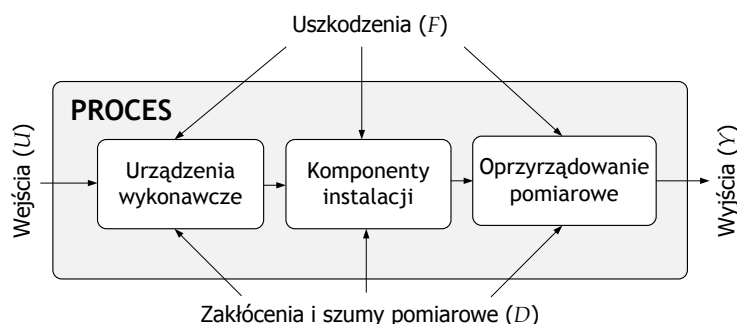 Uszkodzenia (F)
PROCES
Wejścia (U)
Urządzenia
wykonawcze
Komponenty
instalacji
Oprzyrządowanie
pomiarowe
Wyjścia (Y)
Zakłócenia i szumy pomiarowe (D)